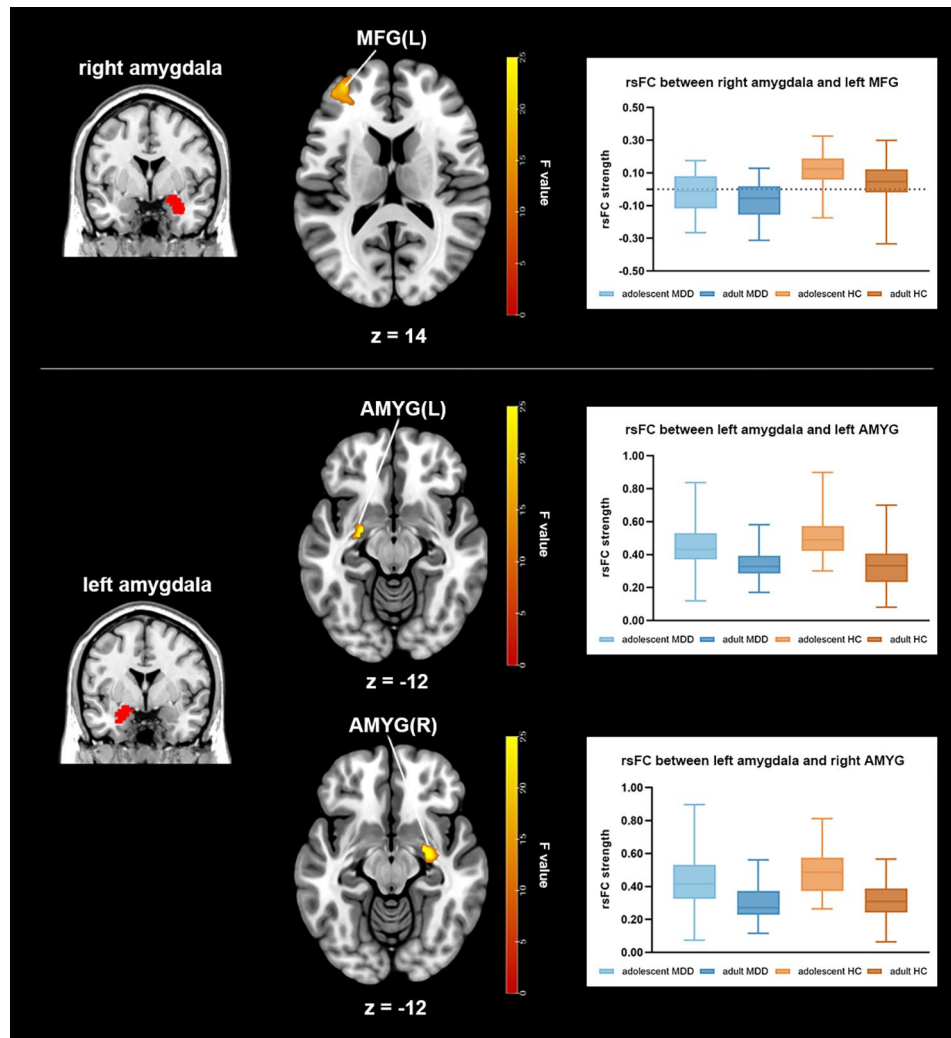 MFG(L)
right amygdala
25
20
15
10
5
0
F value
z = 14
rsFC between right amygdala and left MFG
rsFC strength
0.50
0.30
0.10
-0.10
-0.30
-0.50
adolescent MDD adult MDD adolescent HC adult HC
AMYG(L)
left amygdala
25
20
15
10
5
0
F value
z = -12
rsFC between left amygdala and left AMYG
rsFC strength
1.00
0.80
0.60
0.40
0.20
0.00
adolescent MDD adult MDD adolescent HC adult HC
AMYG(R)
25
20
15
10
5
0
F value
z = -12
rsFC between left amygdala and right AMYG
rsFC strength
1.00
0.80
0.60
0.40
0.20
0.00
adolescent MDD adult MDD adolescent HC adult HC